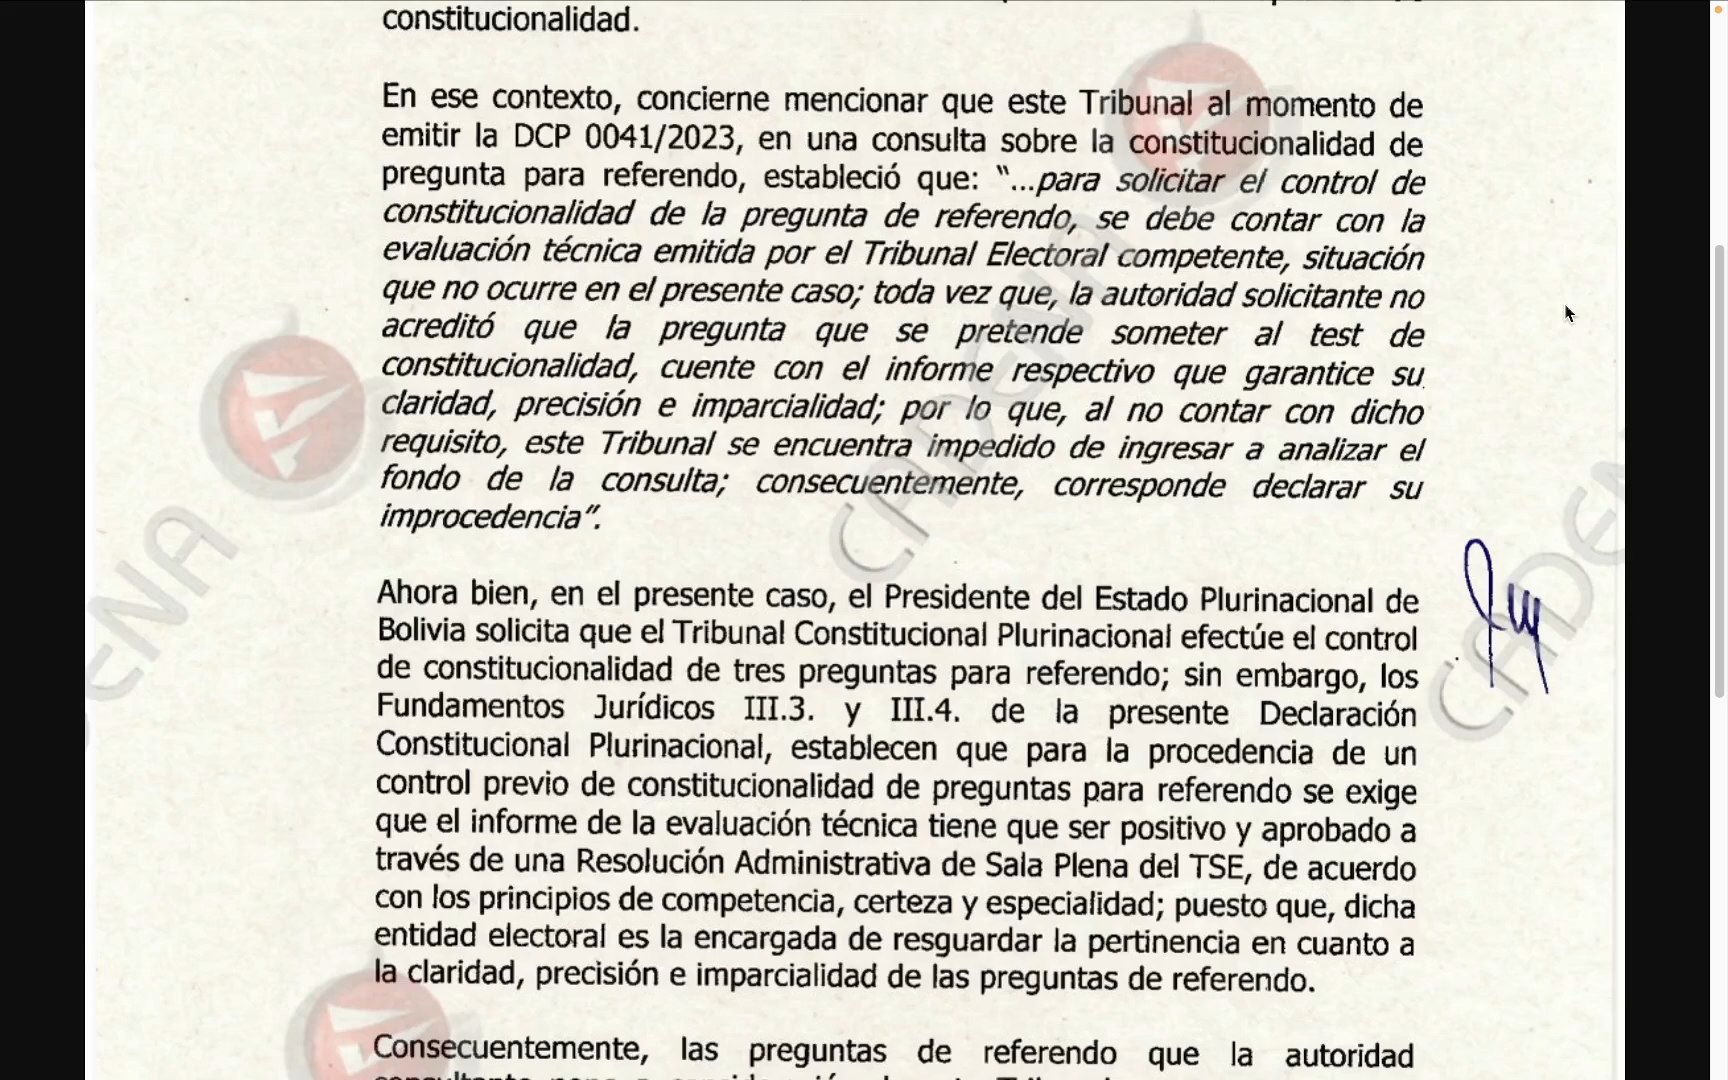 constitucionalidad.
En ese contexto, concierne mencionar que este Tribunal al momento de
emitir la DCP 0041/2023, en una consulta sobre la constitucionalidad de
pregunta para referendo, estableció que: “...para solicitar el control de
constitucionalidad de la pregunta de referendo, se debe contar con la
evaluación técnica emitida por el Tribunal Electoral competente, situación
que no ocurre en el presente caso; toda vez que, la autoridad solicitante no
acreditó que la pregunta que se pretende someter al test de
constitucionalidad, cuente con el informe respectivo que garantice su
claridad, precisión e imparcialidad; por lo que, al no contar con dicho
requisito, este Tribunal se encuentra impedido de ingresar a analizar el
fondo de la consulta; consecuentemente, corresponde declarar su
improcedencia”.
Ahora bien, en el presente caso, el Presidente del Estado Plurinacional de
Bolivia solicita que el Tribunal Constitucional Plurinacional efectúe el control
de constitucionalidad de tres preguntas para referendo; sin embargo, los
Fundamentos Jurídicos III.3. y III.4. de la presente Declaración
Constitucional Plurinacional, establecen que para la procedencia de un
control previo de constitucionalidad de preguntas para referendo se exige
que el informe de la evaluación técnica tiene que ser positivo y aprobado a
través de una Resolución Administrativa de Sala Plena del TSE, de acuerdo
con los principios de competencia, certeza y especialidad; puesto que, dicha
entidad electoral es la encargada de resguardar la pertinencia en cuanto a
la claridad, precisión e imparcialidad de las preguntas de referendo.
Consecuentemente, las preguntas de referendo que la autoridad
CADENA
ENA
CADEN